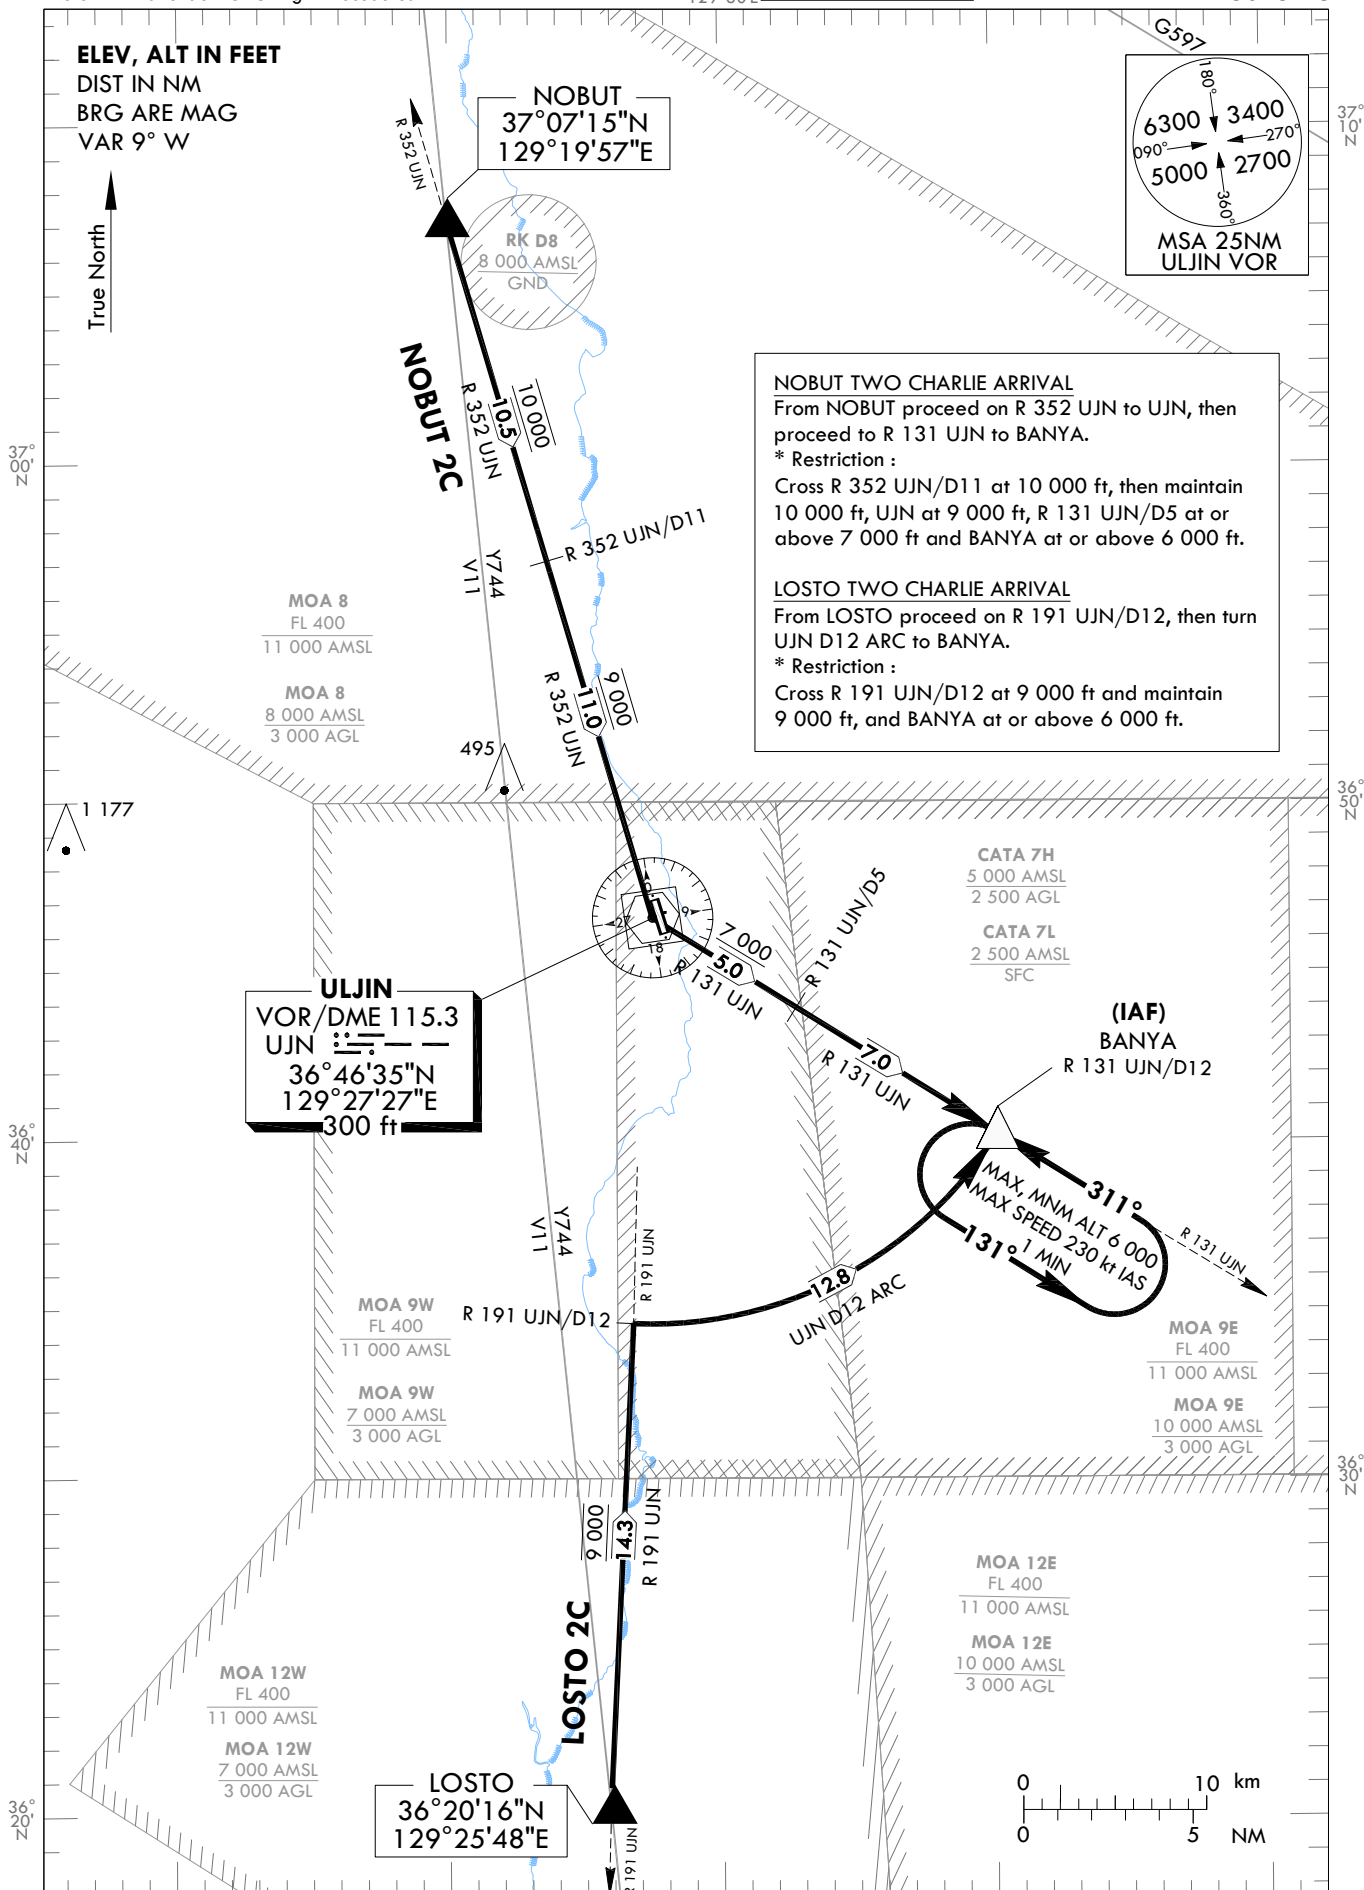 129°30'E
ELEV, ALT IN FEET
DIST IN NM
BRG ARE MAG
VAR 9° W
True North
NOBUT
37°07'15"N
129°19'57"E
R 352 UJN
RK D8
8 000 AMSL
GND
G597
180°
6300
3400
270°
090°
5000
2700
360°
MSA 25NM
ULJIN VOR
37°
10'
N
NOBUT 2C
10.5
R 352 UJN
10 000
NOBUT TWO CHARLIE ARRIVAL
From NOBUT proceed on R 352 UJN to UJN, then
proceed to R 131 UJN to BANYA.
* Restriction :
Cross R 352 UJN/D11 at 10 000 ft, then maintain
10 000 ft, UJN at 9 000 ft, R 131 UJN/D5 at or
above 7 000 ft and BANYA at or above 6 000 ft.
LOSTO TWO CHARLIE ARRIVAL
From LOSTO proceed on R 191 UJN/D12, then turn
UJN D12 ARC to BANYA.
* Restriction :
Cross R 191 UJN/D12 at 9 000 ft and maintain
9 000 ft, and BANYA at or above 6 000 ft.
37°
00'
N
R 352 UJN/D11
Y744
V11
MOA 8
FL 400
11 000 AMSL
MOA 8
8 000 AMSL
3 000 AGL
11.0
R 352 UJN
9 000
495
1 177
36°
50'
N
0
9
18
27
CATA 7H
5 000 AMSL
2 500 AGL
CATA 7L
2 500 AMSL
SFC
R 131 UJN/D5
7 000
5.0
R 131 UJN
ULJIN
VOR/DME 115.3
UJN
36°46'35"N
129°27'27"E
300 ft
7.0
R 131 UJN
(IAF)
BANYA
R 131 UJN/D12
36°
40'
N
MAX, MNM ALT 6 000
MAX SPEED 230 kt IAS
1 MIN
311°
131°
R 131 UJN
Y744
V11
R 191 UJN
12.8
UJN D12 ARC
R 191 UJN/D12
MOA 9W
FL 400
11 000 AMSL
MOA 9W
7 000 AMSL
3 000 AGL
MOA 9E
FL 400
11 000 AMSL
MOA 9E
10 000 AMSL
3 000 AGL
36°
30'
N
9 000
14.3
R 191 UJN
LOSTO 2C
MOA 12E
FL 400
11 000 AMSL
MOA 12E
10 000 AMSL
3 000 AGL
MOA 12W
FL 400
11 000 AMSL
MOA 12W
7 000 AMSL
3 000 AGL
LOSTO
36°20'16"N
129°25'48"E
R 191 UJN
36°
20'
N
0 10 km
0 5 NM